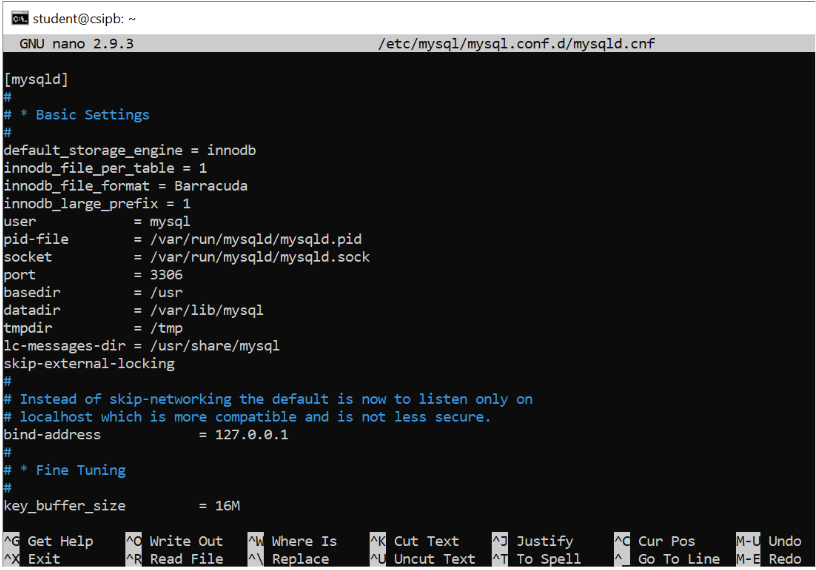 student@csipb: ~
GNU nano 2.9.3 /etc/mysql/mysql.conf.d/mysqld.cnf
[mysqld]
#
# * Basic Settings
#
default_storage_engine = innodb
innodb_file_per_table = 1
innodb_file_format = Barracuda
innodb_large_prefix = 1
user            = mysql
pid-file        = /var/run/mysqld/mysqld.pid
socket          = /var/run/mysqld/mysqld.sock
port            = 3306
basedir         = /usr
datadir         = /var/lib/mysql
tmpdir          = /tmp
lc-messages-dir = /usr/share/mysql
skip-external-locking
#
# Instead of skip-networking the default is now to listen only on
# localhost which is more compatible and is not less secure.
bind-address            = 127.0.0.1
#
# * Fine Tuning
#
key_buffer_size         = 16M
^G Get Help ^O Write Out ^W Where Is ^K Cut Text ^J Justify ^C Cur Pos M-U Undo
^X Exit ^R Read File ^\ Replace ^U Uncut Text ^T To Spell ^_ Go To Line M-E Redo